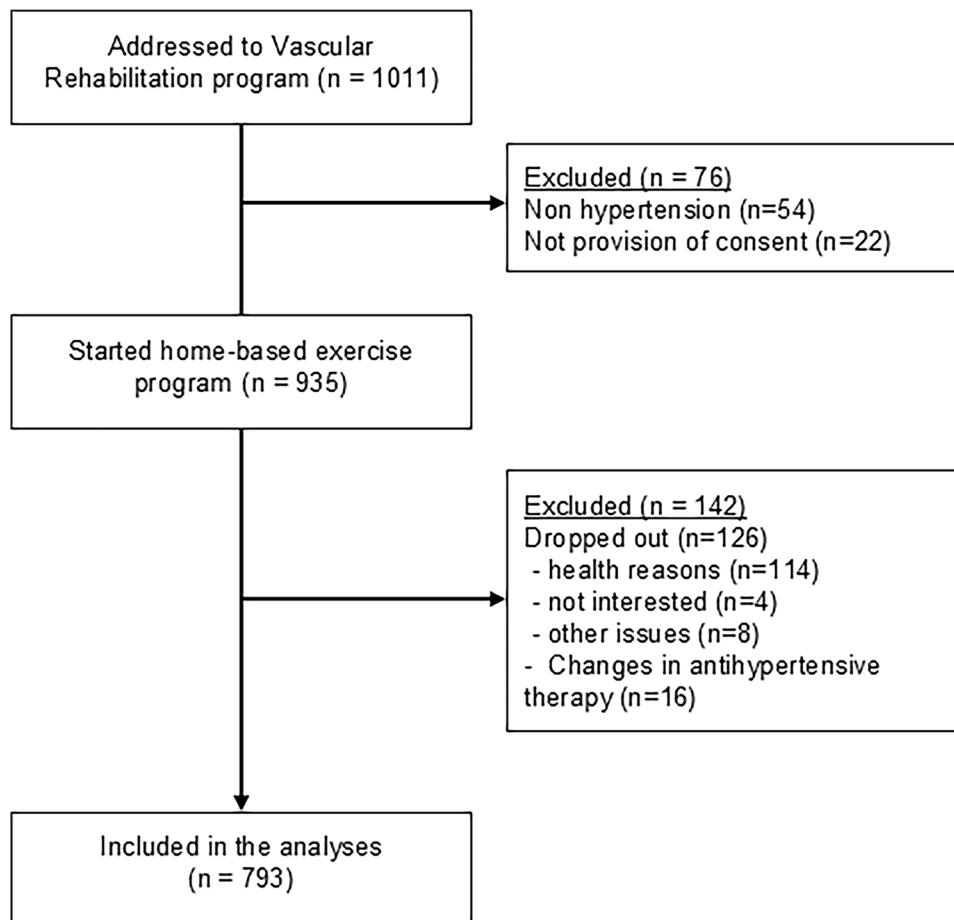 Addressed to Vascular
Rehabilitation program (n = 1011)
Excluded (n = 76)
Non hypertension (n=54)
Not provision of consent (n=22)
Started home-based exercise
program (n = 935)
Excluded (n = 142)
Dropped out (n=126)
- health reasons (n=114)
- not interested (n=4)
- other issues (n=8)
- Changes in antihypertensive
therapy (n=16)
Included in the analyses
(n = 793)